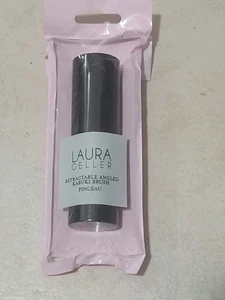 LAURA
GELLER
RETRACTABLE ANGLED
KABUKI BRUSH
PINCEAU